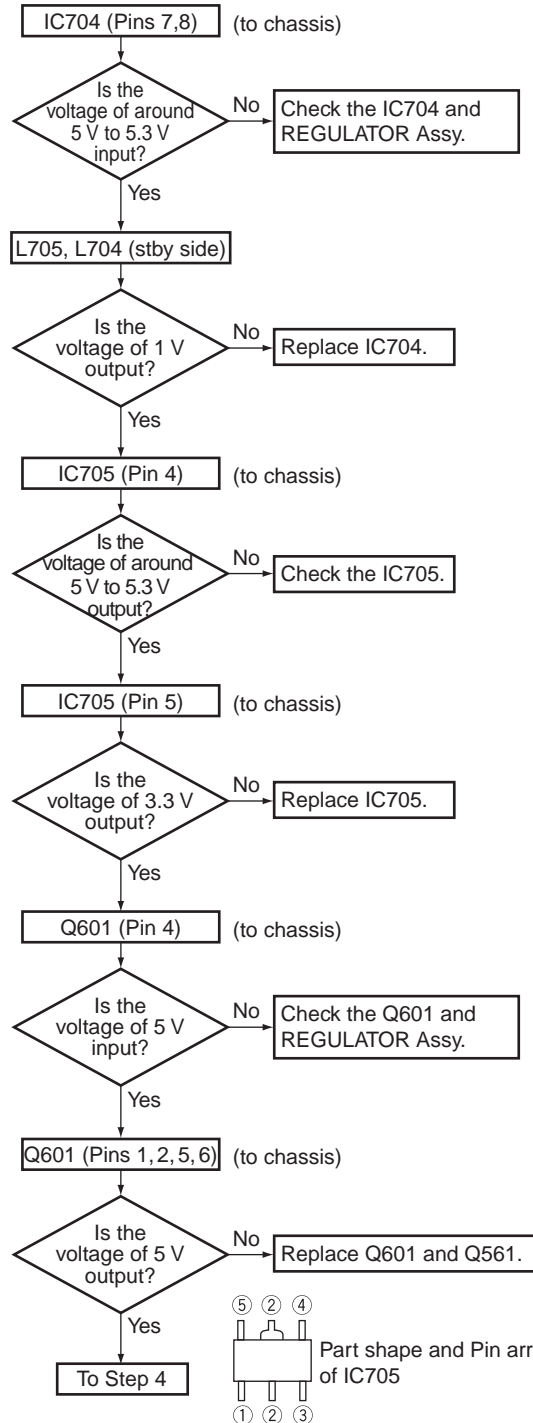 IC704 (Pins 7,8)
(to chassis)
Is the
voltage of around
5 V to 5.3 V
input?
No
Check the IC704 and
REGULATOR Assy.
Yes
L705, L704 (stby side)
Is the
voltage of 1 V
output?
No
Replace IC704.
Yes
IC705 (Pin 4)
(to chassis)
Is the
voltage of around
5 V to 5.3 V
output?
No
Check the IC705.
Yes
IC705 (Pin 5)
(to chassis)
Is the
voltage of 3.3 V
output?
No
Replace IC705.
Yes
Q601 (Pin 4)
(to chassis)
Is the
voltage of 5 V
input?
No
Check the Q601 and
REGULATOR Assy.
Yes
Q601 (Pins 1, 2, 5, 6)
(to chassis)
Is the
voltage of 5 V
output?
No
Replace Q601 and Q561.
Yes
To Step 4
⑤ ② ④
Part shape and Pin arr
of IC705
① ② ③